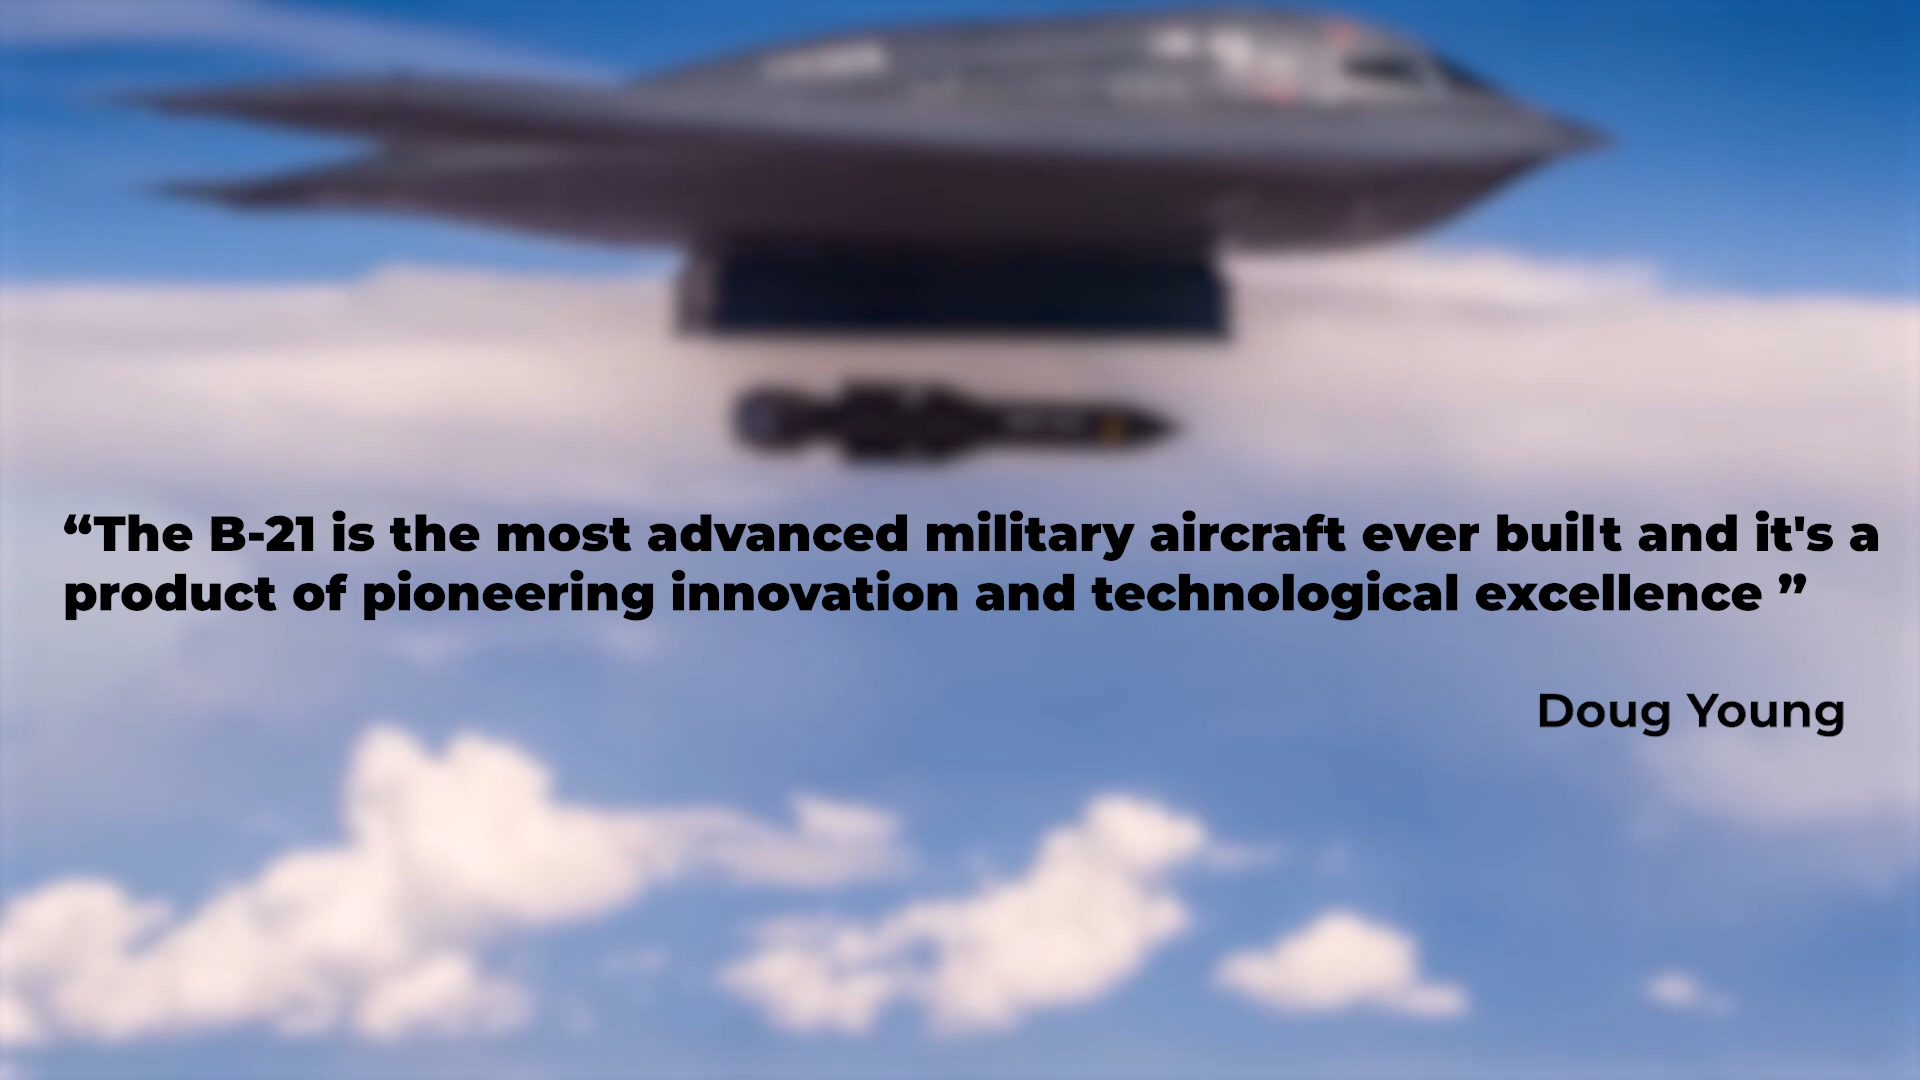 “The B-21 is the most advanced military aircraft ever built and it's a
product of pioneering innovation and technological excellence ”
Doug Young